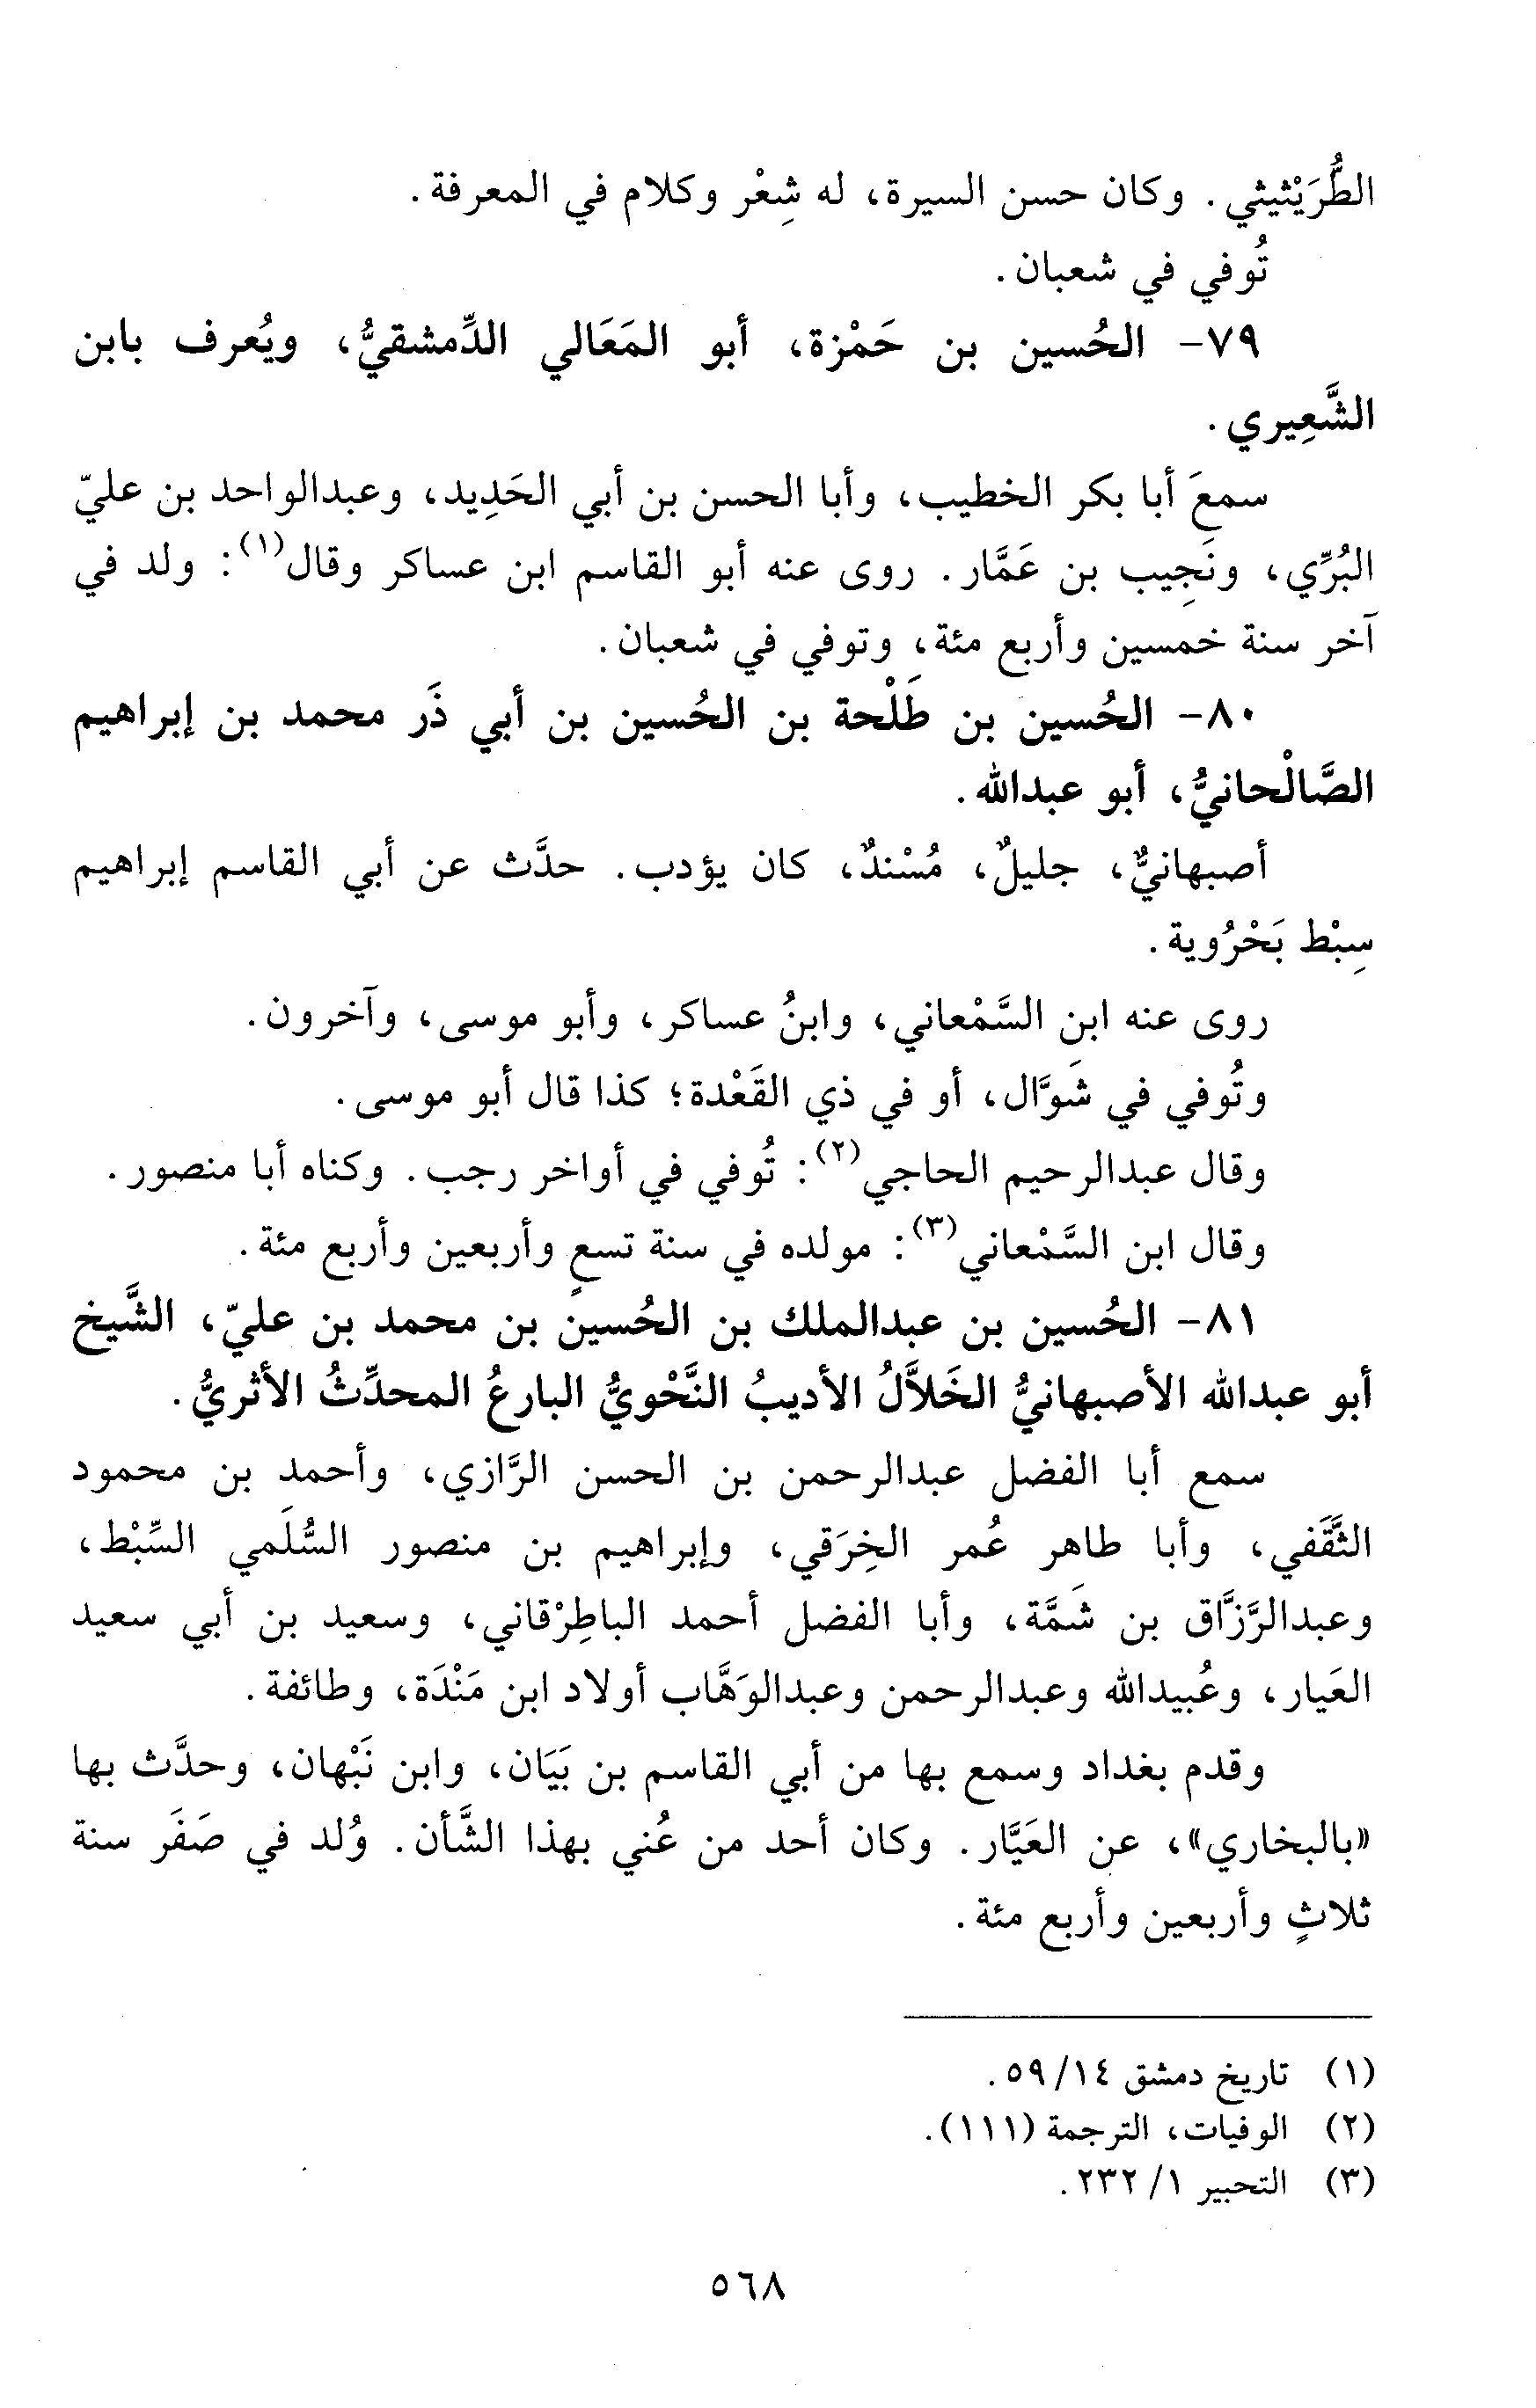 الطُّرَيْثيثي. وكان حسن السيرة، له شِعْر وكلام في المعرفة.
تُوفي في شعبان.
٧٩- الحُسين بن حَمْزة، أبو المَعَالي الدِّمشقيُّ، ويُعرف بابن
الشَّعِيري.
سمعَ أبا بكر الخطيب، وأبا الحسن بن أبي الحَدِيد، وعبدالواحد بن عليّ
البُرِّي، ونَجِيب بن عَمَّار. روى عنه أبو القاسم ابن عساكر وقال(١): ولد في
آخر سنة خمسين وأربع مئة، وتوفي في شعبان.
٨٠- الحُسين بن طَلْحة بن الحُسين بن أبي ذَر محمد بن إبراهيم
الصَّالْحانيُّ، أبو عبدالله.
أصبهانيٌّ، جليلٌ، مُسْندٌ، كان يؤدب. حدَّث عن أبي القاسم إبراهيم
سِبْط بَحْرُوية.
روى عنه ابن السَّمْعاني، وابنُ عساكر، وأبو موسى، وآخرون.
وتُوفي في شَوَّال، أو في ذي القَعْدة؛ كذا قال أبو موسى.
وقال عبدالرحيم الحاجي(٢): تُوفي في أواخر رجب. وكناه أبا منصور.
وقال ابن السَّمْعاني(٣): مولده في سنة تسعٍ وأربعين وأربع مئة.
٨١- الحُسين بن عبدالملك بن الحُسين بن محمد بن عليّ، الشَّيخ
أبو عبدالله الأصبهانيُّ الخَلاَّلُ الأديبُ النَّحْويُّ البارعُ المحدِّثُ الأثريُّ.
سمع أبا الفضل عبدالرحمن بن الحسن الرَّازي، وأحمد بن محمود
الثَّقَفي، وأبا طاهر عُمر الخِرَقي، وإبراهيم بن منصور السُّلَمي السِّبْط،
وعبدالرَّزَّاق بن شَمَّة، وأبا الفضل أحمد الباطِرْقاني، وسعيد بن أبي سعيد
العَيار، وعُبيدالله وعبدالرحمن وعبدالوَهَّاب أولاد ابن مَنْدَة، وطائفة.
وقدم بغداد وسمع بها من أبي القاسم بن بَيَان، وابن نَبْهان، وحدَّث بها
«بالبخاري»، عن العَيَّار. وكان أحد من عُني بهذا الشَّأن. وُلد في صَفَر سنة
ثلاثٍ وأربعين وأربع مئة.
(١) تاريخ دمشق ١٤/ ٥٩.
(٢) الوفيات، الترجمة (١١١).
(٣) التحبير ١/ ٢٣٢.
٥٦٨